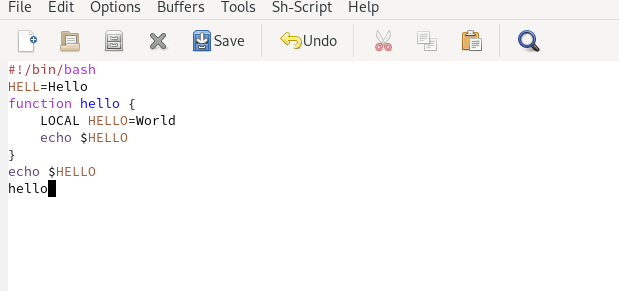 File Edit Options Buffers Tools Sh-Script Help
Save Undo
#!/bin/bash
HELL=Hello
function hello {
    LOCAL HELLO=World
    echo $HELLO
}
echo $HELLO
hello